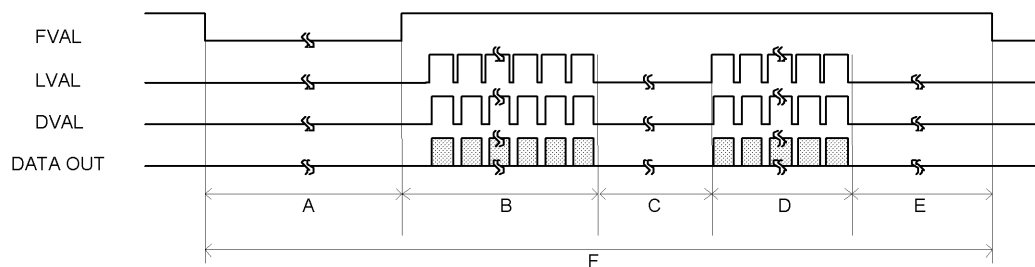 FVAL
LVAL
DVAL
DATA OUT
A B C D E
F